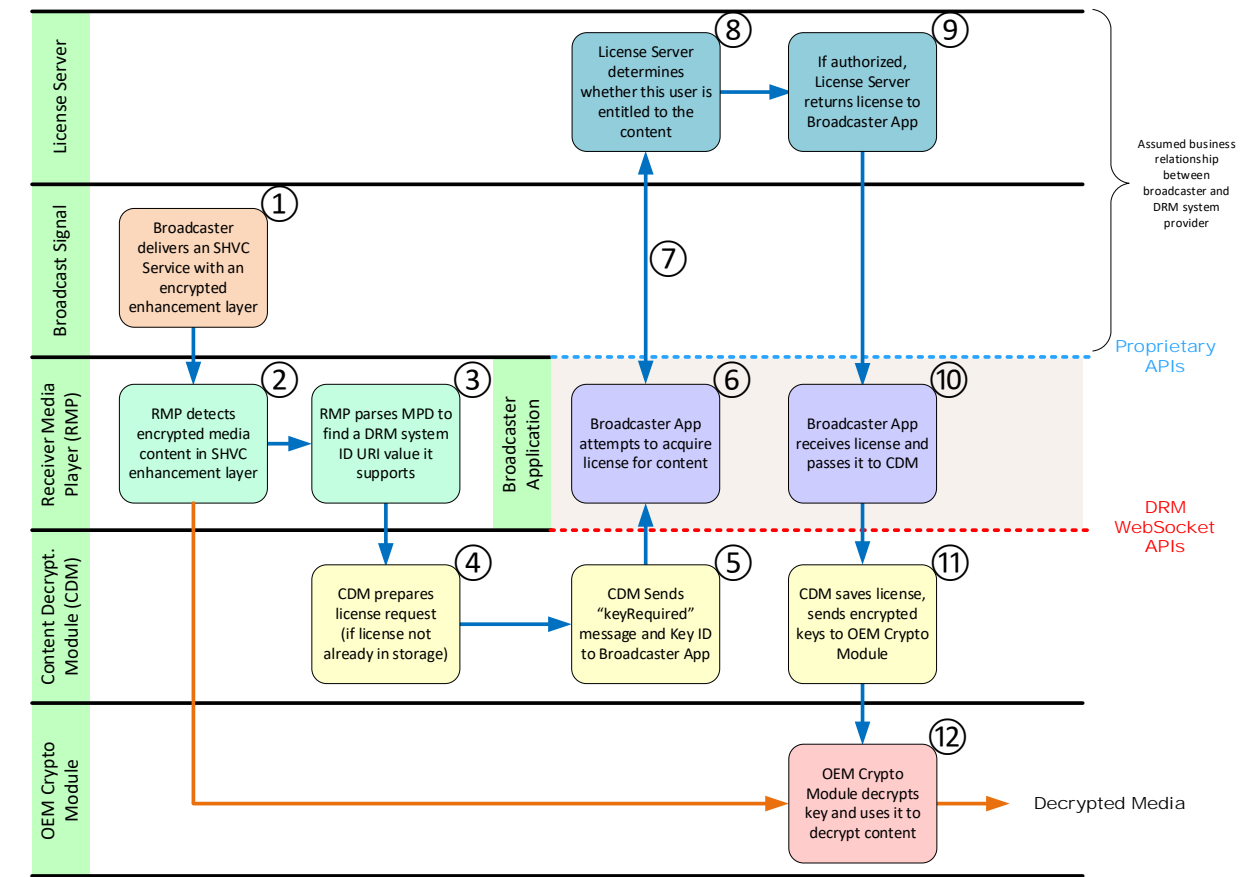 License Server
⑧
License Server
determines
whether this user is
entitled to the
content
⑨
If authorized,
License Server
returns license to
Broadcaster App
Assumed business
relationship
between
broadcaster and
DRM system
provider
Broadcast Signal
①
Broadcaster
delivers an SHVC
Service with an
encrypted
enhancement layer
⑦
Proprietary
APIs
Receiver Media
Player (RMP)
②
RMP detects
encrypted media
content in SHVC
enhancement layer
③
RMP parses MPD to
find a DRM system
ID URI value it
supports
Broadcaster
Application
⑥
Broadcaster App
attempts to acquire
license for content
⑩
Broadcaster App
receives license and
passes it to CDM
DRM
WebSocket
APIs
Content Decrypt.
Module (CDM)
④
CDM prepares
license request
(if license not
already in storage)
⑤
CDM Sends
“keyRequired”
message and Key ID
to Broadcaster App
⑪
CDM saves license,
sends encrypted
keys to OEM Crypto
Module
OEM Crypto
Module
⑫
OEM Crypto
Module decrypts
key and uses it to
decrypt content
Decrypted Media